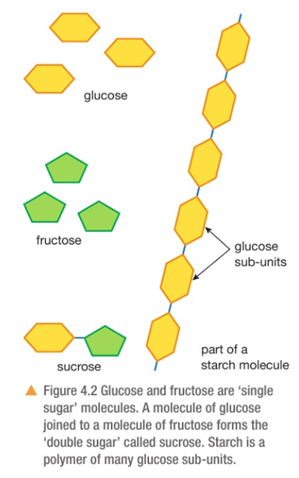 glucose
fructose
glucose
sub-units
sucrose
part of a
starch molecule
▲ Figure 4.2 Glucose and fructose are ‘single
sugar’ molecules. A molecule of glucose
joined to a molecule of fructose forms the
‘double sugar’ called sucrose. Starch is a
polymer of many glucose sub-units.